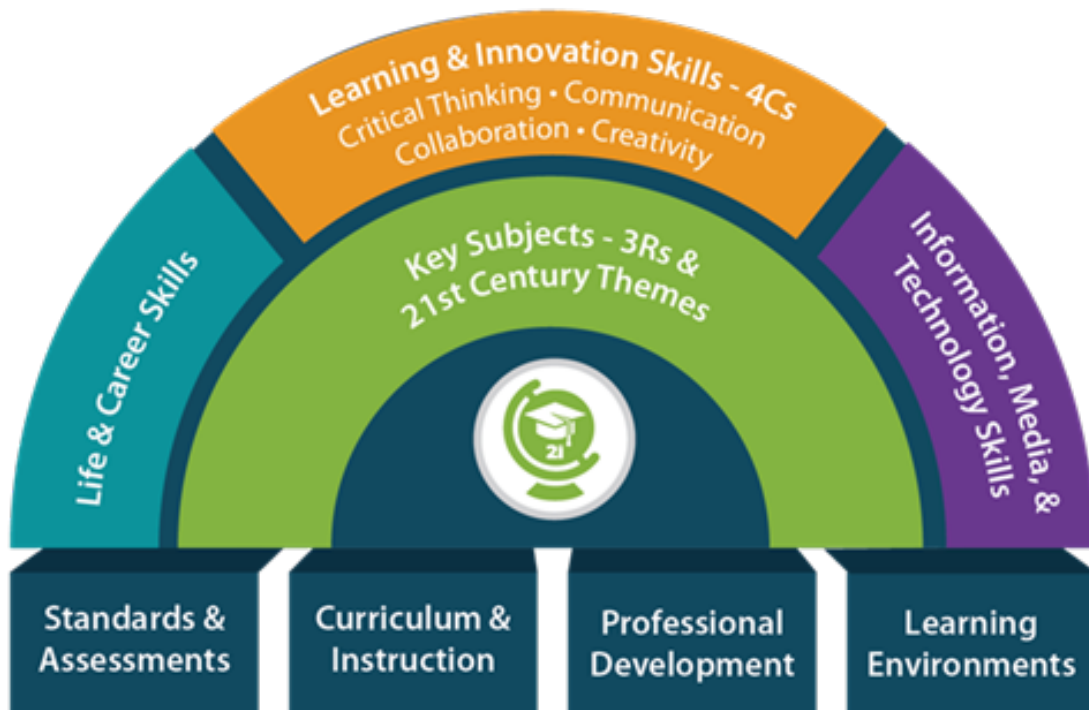 Learning & Innovation Skills - 4Cs
Critical Thinking • Communication
Collaboration • Creativity
Life & Career Skills
Key Subjects - 3Rs &
21st Century Themes
Information, Media, &
Technology Skills
21
Standards &
Assessments
Curriculum &
Instruction
Professional
Development
Learning
Environments